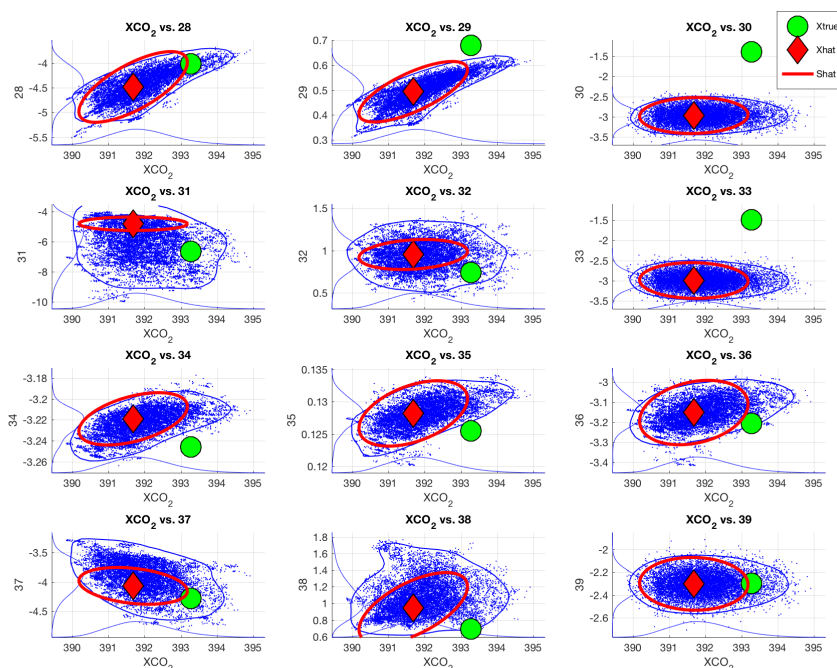 XCO2 vs. 28
XCO2 vs. 29
XCO2 vs. 30
Xtrue
Xhat
Shat
28
-4
-4.5
-5
-5.5
390 391 392 393 394 395
XCO2
29
0.7
0.6
0.5
0.4
0.3
390 391 392 393 394 395
XCO2
30
-1.5
-2
-2.5
-3
-3.5
390 391 392 393 394 395
XCO2
XCO2 vs. 31
XCO2 vs. 32
XCO2 vs. 33
31
-4
-6
-8
-10
390 391 392 393 394 395
XCO2
32
1.5
1
0.5
390 391 392 393 394 395
XCO2
33
-1.5
-2
-2.5
-3
-3.5
390 391 392 393 394 395
XCO2
XCO2 vs. 34
XCO2 vs. 35
XCO2 vs. 36
34
-3.18
-3.2
-3.22
-3.24
-3.26
390 391 392 393 394 395
XCO2
35
0.135
0.13
0.125
0.12
390 391 392 393 394 395
XCO2
36
-3
-3.1
-3.2
-3.3
-3.4
390 391 392 393 394 395
XCO2
XCO2 vs. 37
XCO2 vs. 38
XCO2 vs. 39
37
-3.5
-4
-4.5
390 391 392 393 394 395
XCO2
38
1.8
1.6
1.4
1.2
1
0.8
0.6
390 391 392 393 394 395
XCO2
39
-2
-2.2
-2.4
-2.6
390 391 392 393 394 395
XCO2